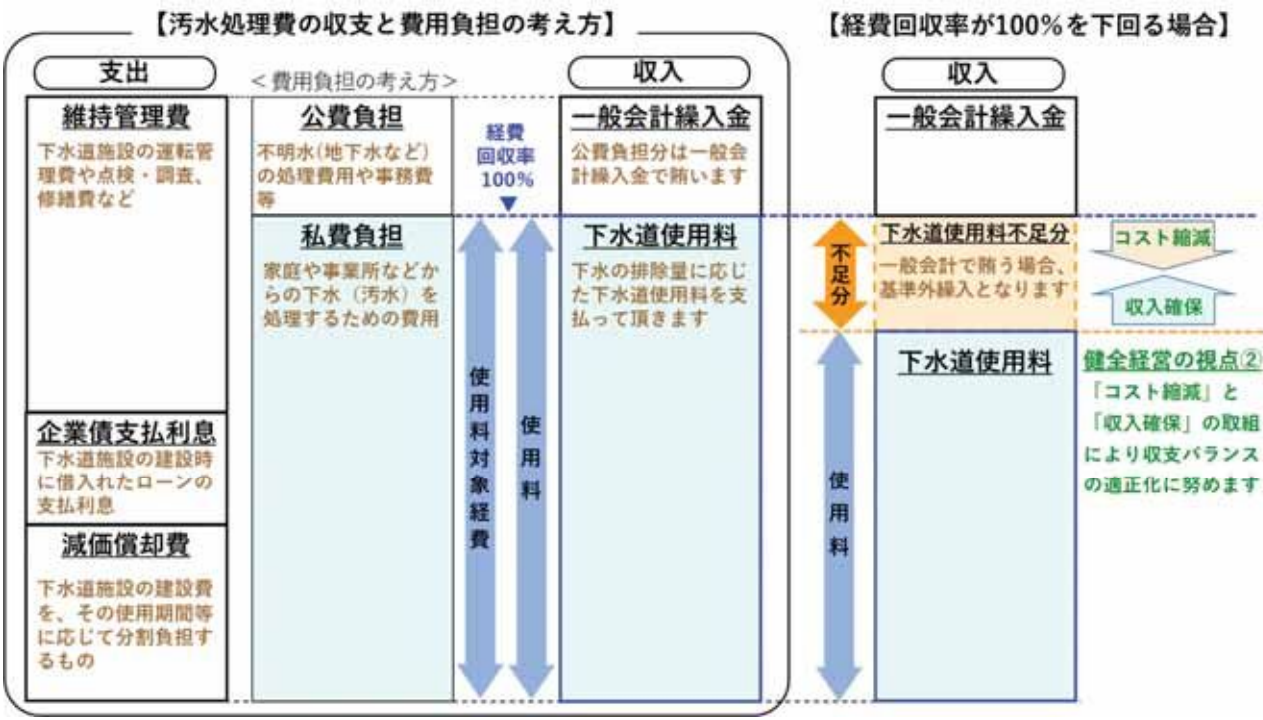 【汚水処理費の収支と費用負担の考え方】
支出
維持管理費
下水道施設の運転管
理費や点検・調査、
修繕費など
企業債支払利息
下水道施設の建設時
に借入れたローンの
支払利息
減価償却費
下水道施設の建設費
を、その使用期間等
に応じて分割負担す
るもの
＜費用負担の考え方＞
公費負担
不明水(地下水など)
の処理費用や事務費
等
私費負担
家庭や事業所などか
らの下水（汚水）を
処理するための費用
経費
回収率
100%
▼
使用料対象経費
使用料
収入
一般会計繰入金
公費負担分は一般会
計繰入金で賄います
下水道使用料
下水の排除量に応じ
た下水道使用料を支
払って頂きます
【経費回収率が100%を下回る場合】
収入
一般会計繰入金
不足分
下水道使用料不足分
一般会計で賄う場合、
基準外繰入となります
使用料
下水道使用料
コスト縮減
収入確保
健全経営の視点②
「コスト縮減」と
「収入確保」の取組
により収支バランス
の適正化に努めます